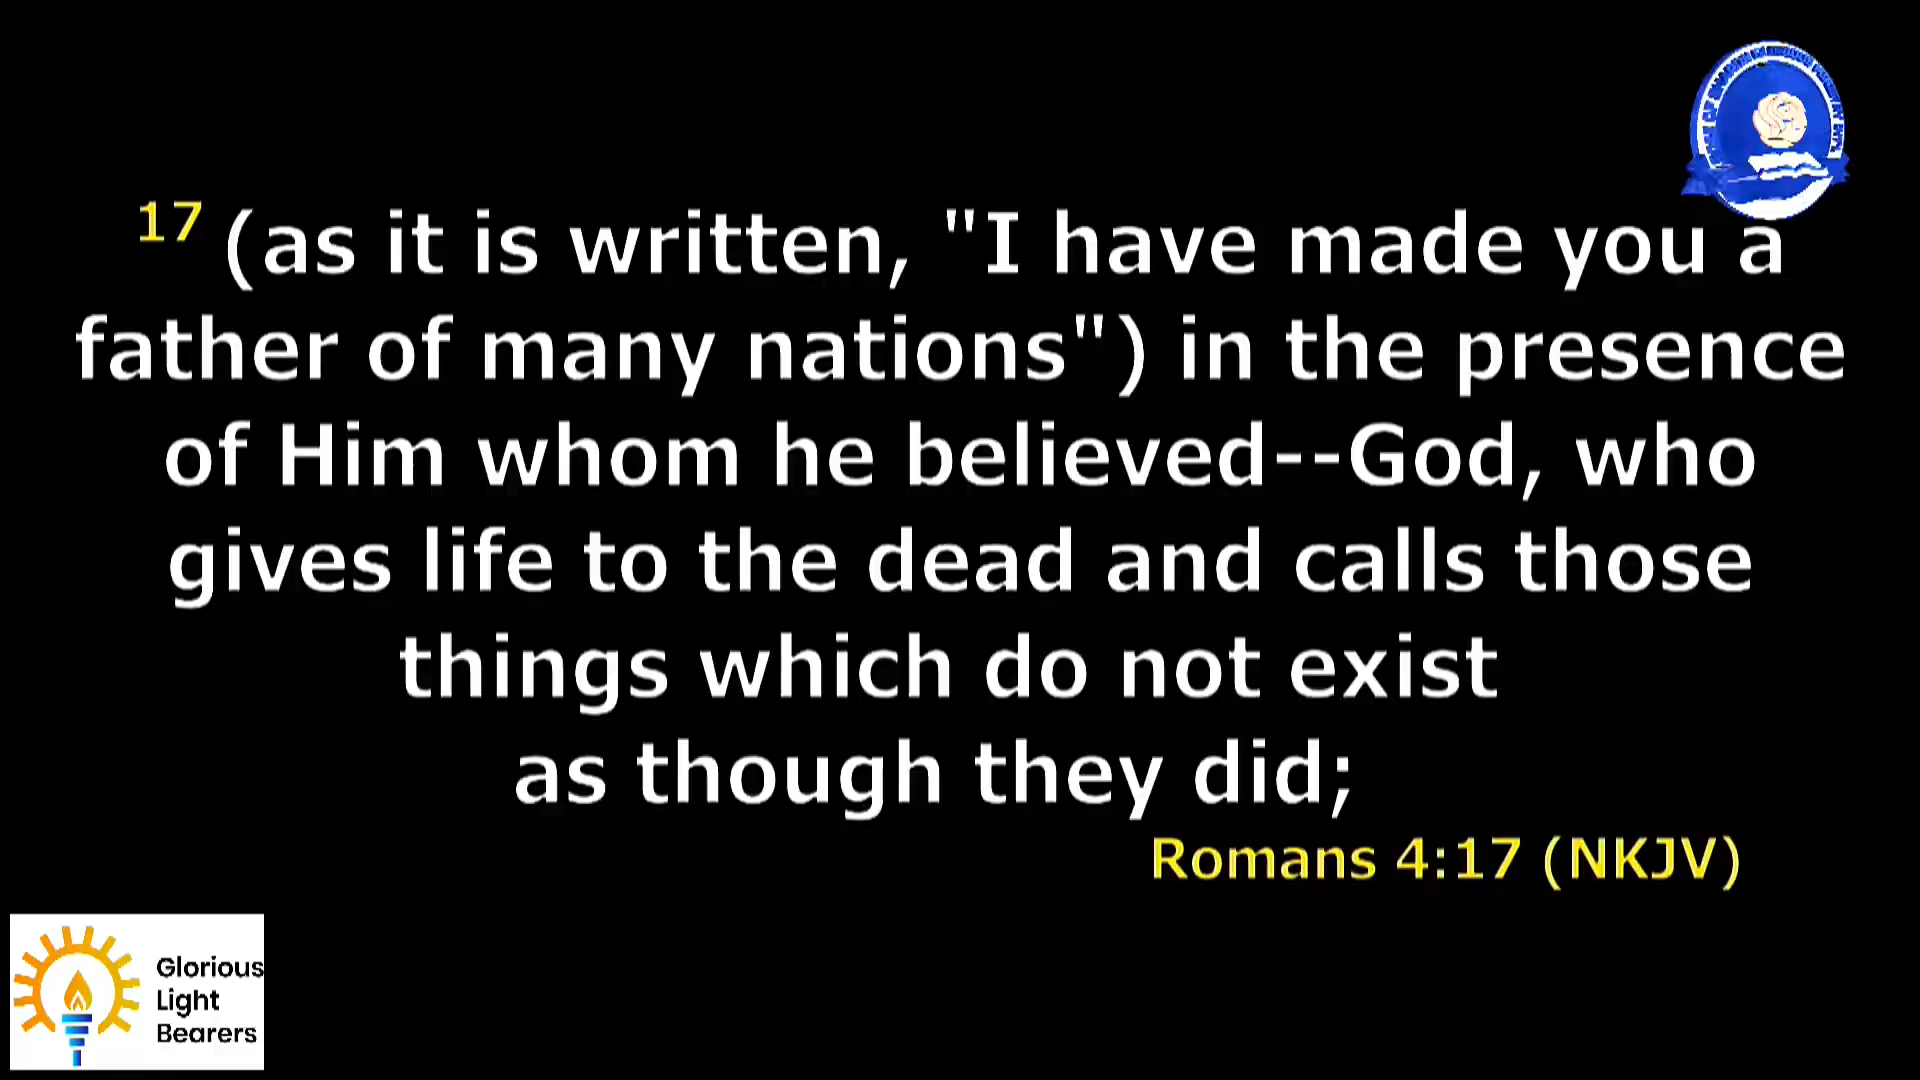 17 (as it is written, "I have made you a
father of many nations") in the presence
of Him whom he believed--God, who
gives life to the dead and calls those
things which do not exist
as though they did;
Romans 4:17 (NKJV)
Glorious
Light
Bearers